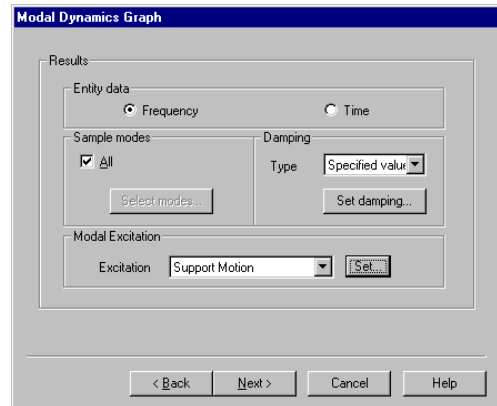 Modal Dynamics Graph
Results
Entity data
Frequency Time
Sample modes Damping
All
Type Specified value
Select modes... Set damping...
Modal Excitation
Excitation Support Motion Set...
< Back Next > Cancel Help